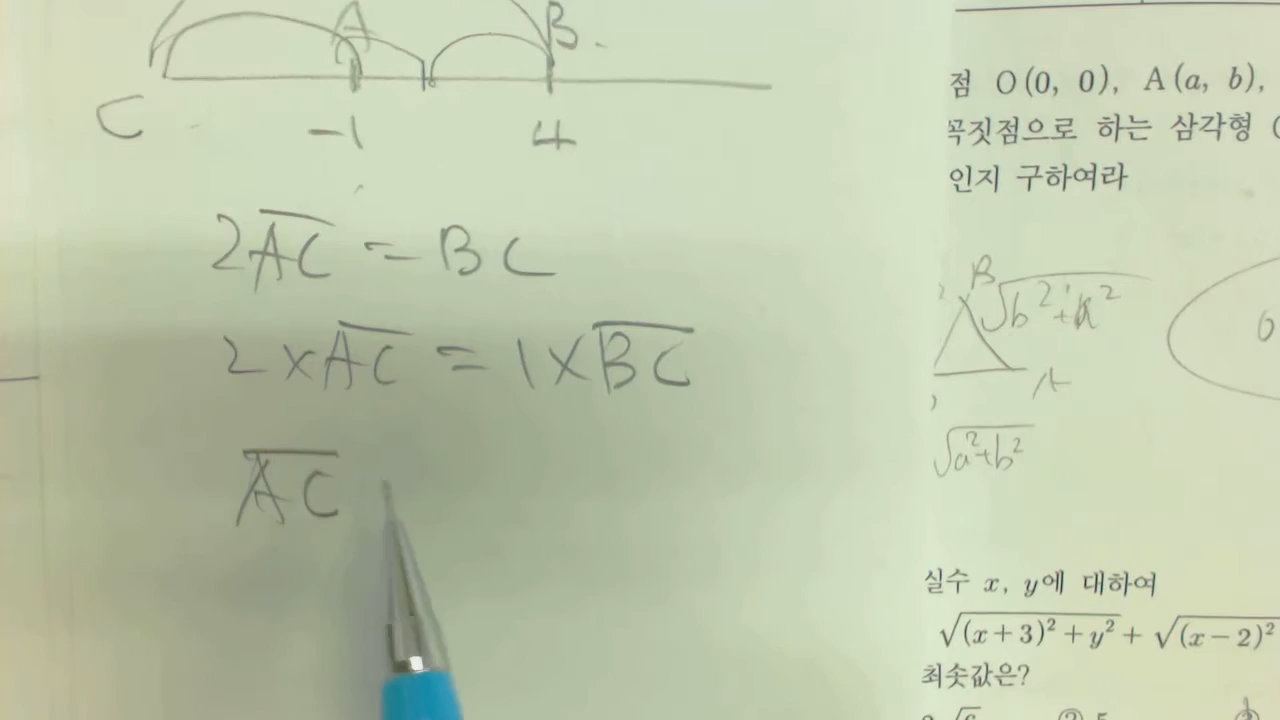 A B
C -1 4
2AC = BC
2×AC = 1×BC
AC
점 O(0, 0), A(a, b),
꼭짓점으로 하는 삼각형
인지 구하여라
B
√b²+a²
A
√a²+b²
실수 x, y에 대하여
√(x+3)²+y² + √(x-2)²
최솟값은?